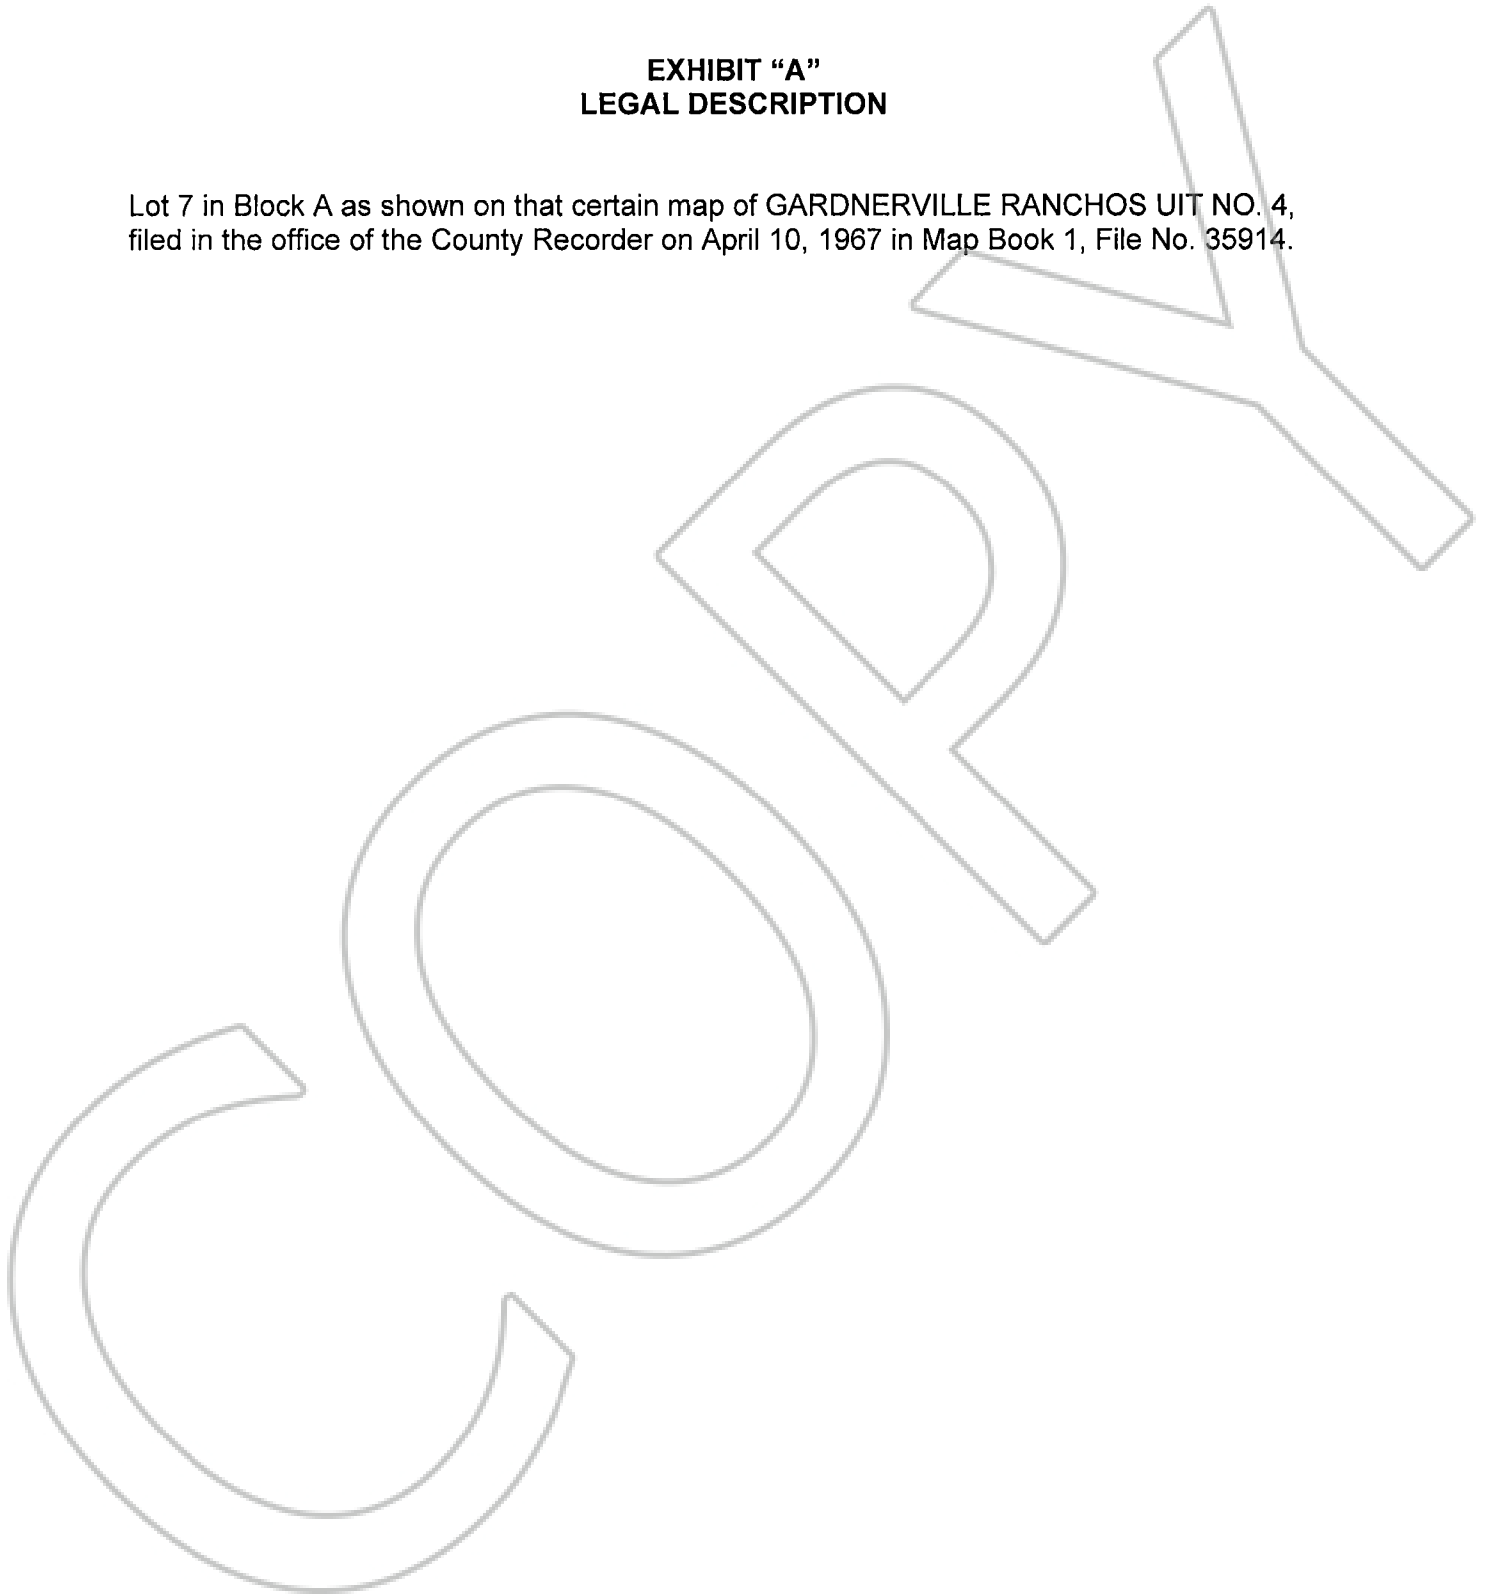 EXHIBIT “A”
LEGAL DESCRIPTION
Lot 7 in Block A as shown on that certain map of GARDNERVILLE RANCHOS UIT NO. 4,
filed in the office of the County Recorder on April 10, 1967 in Map Book 1, File No. 35914.
COPY